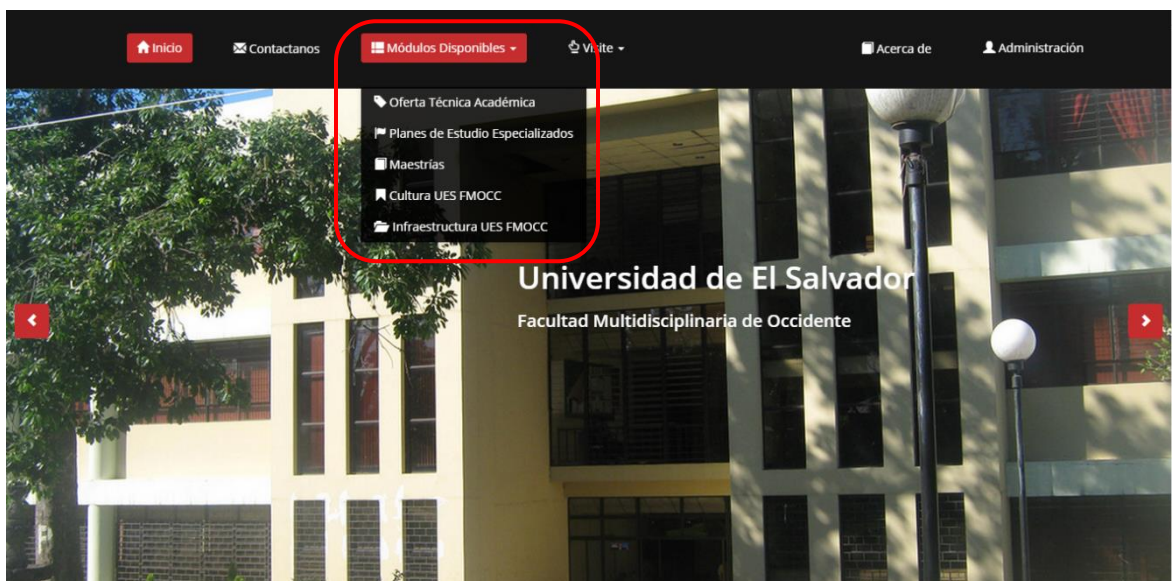 Inicio Contactanos Módulos Disponibles Visite Acerca de Administración
Oferta Técnica Académica
Planes de Estudio Especializados
Maestrías
Cultura UES FMOCC
Infraestructura UES FMOCC
Universidad de El Salvador
Facultad Multidisciplinaria de Occidente